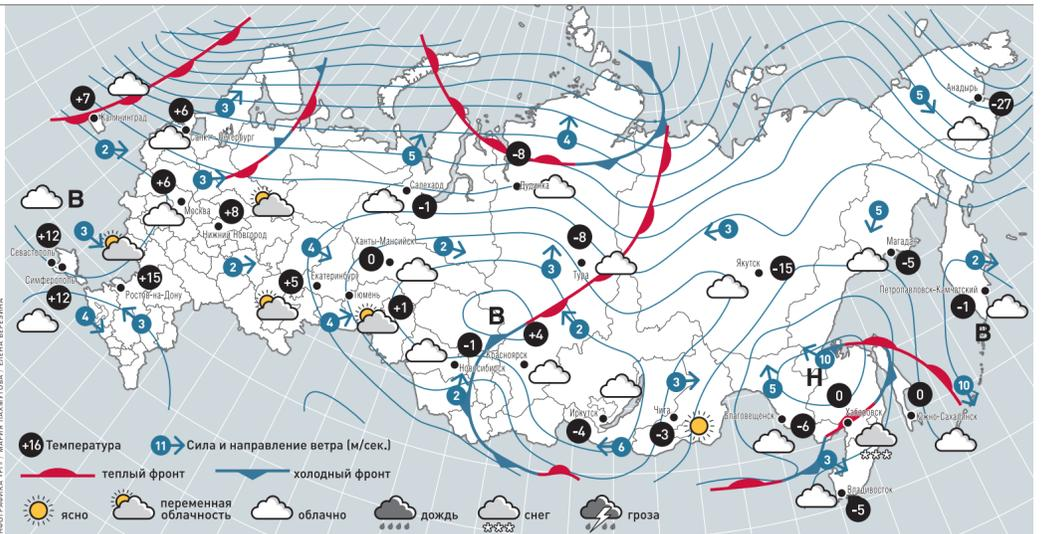 +7
Калининград
+6
Санкт-Петербург
3
2
3
+6
Москва
+8
Нижний Новгород
В
+12
Севастополь
3
Симферополь
+12
+15
Ростов-на-Дону
4
3
2
+5
4
Екатеринбург
Тюмень
4
+1
Ханты-Мансийск
0
2
Салехард
-1
5
-8
Дудинка
4
-8
Тура
3
В
-1
Новосибирск
2
+4
Красноярск
2
Иркутск
-4
6
Чита
-3
3
3
Якутск
-15
5
Магадан
-5
5
Анадырь
-27
2
Петропавловск-Камчатский
-1
В
10
Н
5
Благовещенск
-6
0
Хабаровск
0
Южно-Сахалинск
10
3
Владивосток
-5
+16 Температура
11 Сила и направление ветра (м/сек.)
теплый фронт
холодный фронт
ясно
переменная
облачность
облачно
дождь
снег
гроза